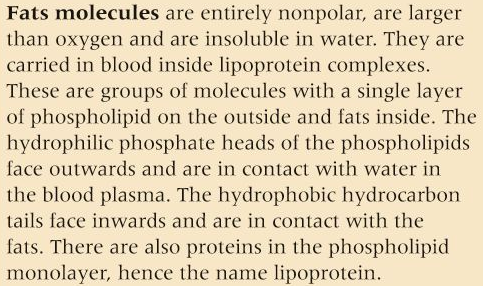 Fats molecules are entirely nonpolar, are larger
than oxygen and are insoluble in water. They are
carried in blood inside lipoprotein complexes.
These are groups of molecules with a single layer
of phospholipid on the outside and fats inside. The
hydrophilic phosphate heads of the phospholipids
face outwards and are in contact with water in
the blood plasma. The hydrophobic hydrocarbon
tails face inwards and are in contact with the
fats. There are also proteins in the phospholipid
monolayer, hence the name lipoprotein.